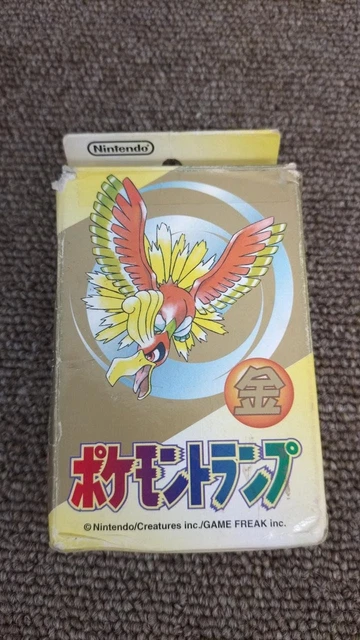 Nintendo
金
ポケモントランプ
©Nintendo/Creatures inc./GAME FREAK inc.